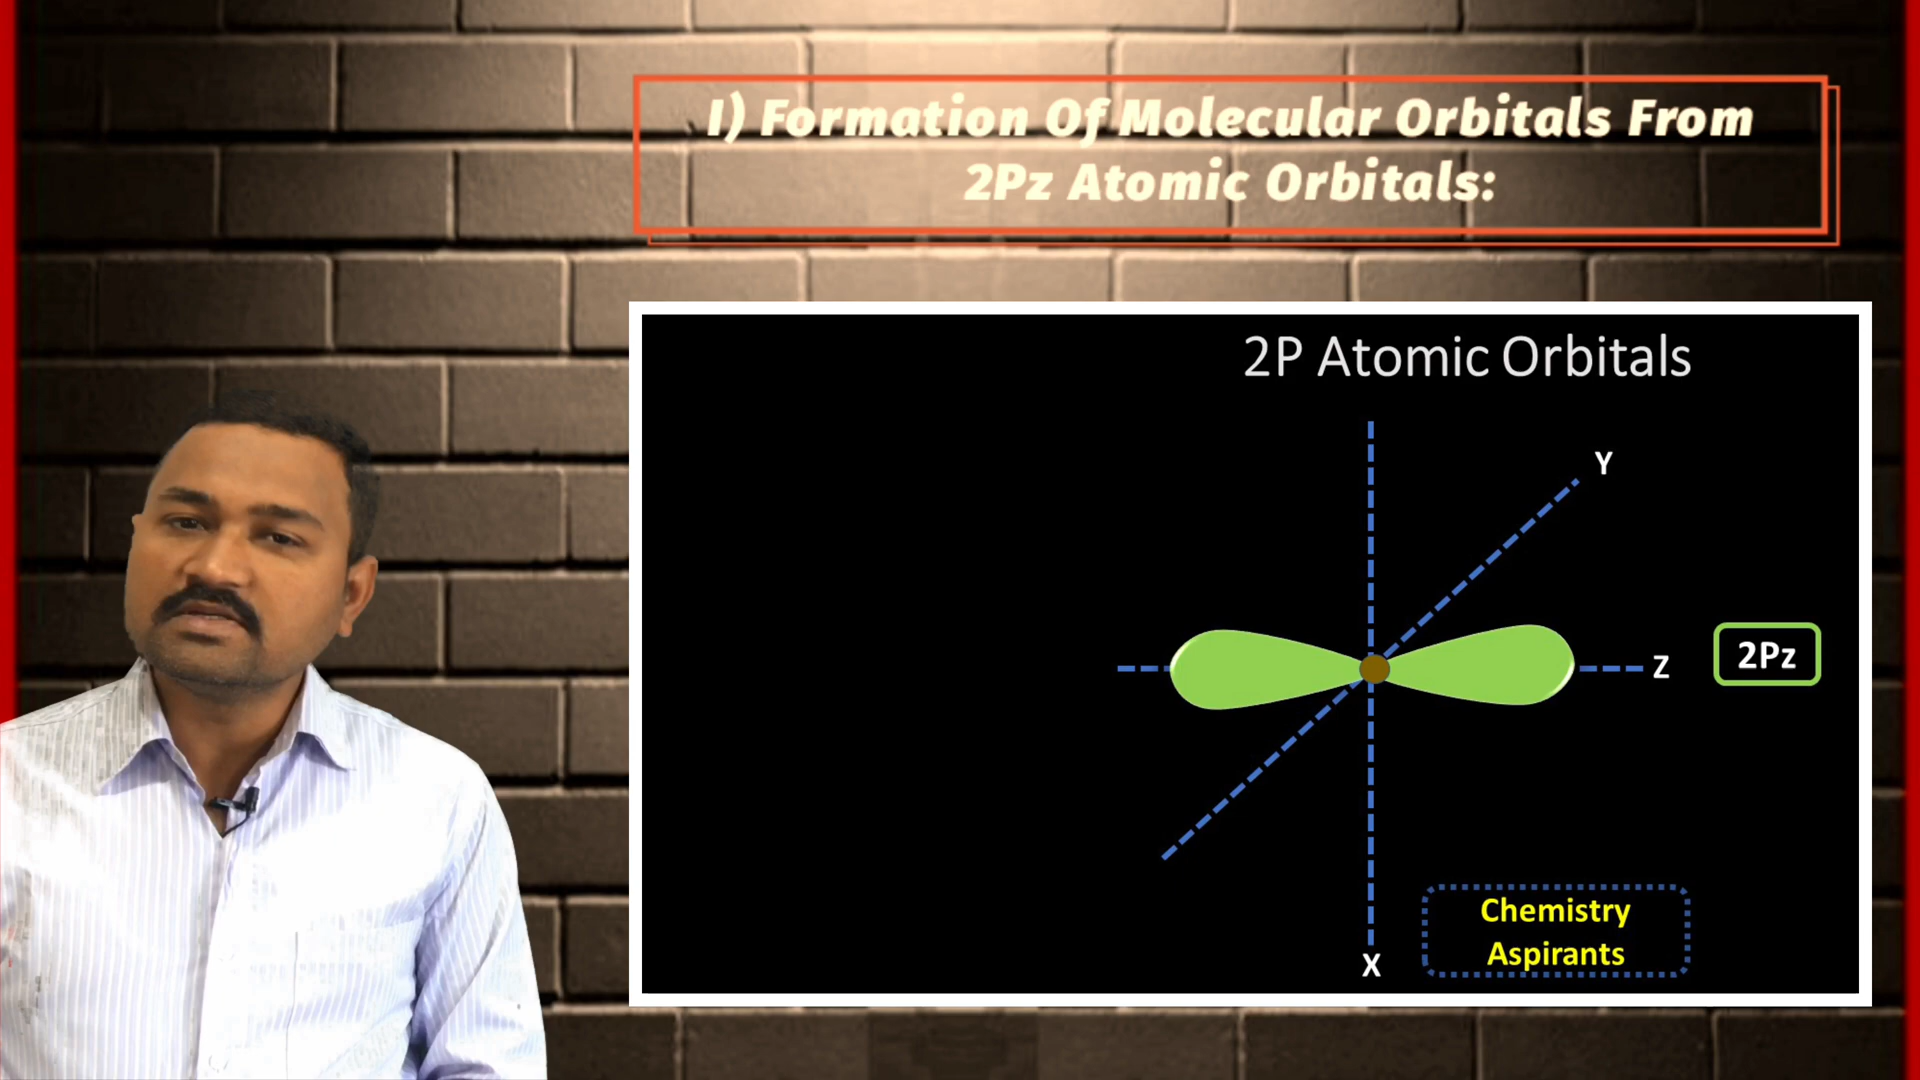 I) Formation Of Molecular Orbitals From
2Pz Atomic Orbitals:
2P Atomic Orbitals
Y
Z
2Pz
X
Chemistry
Aspirants